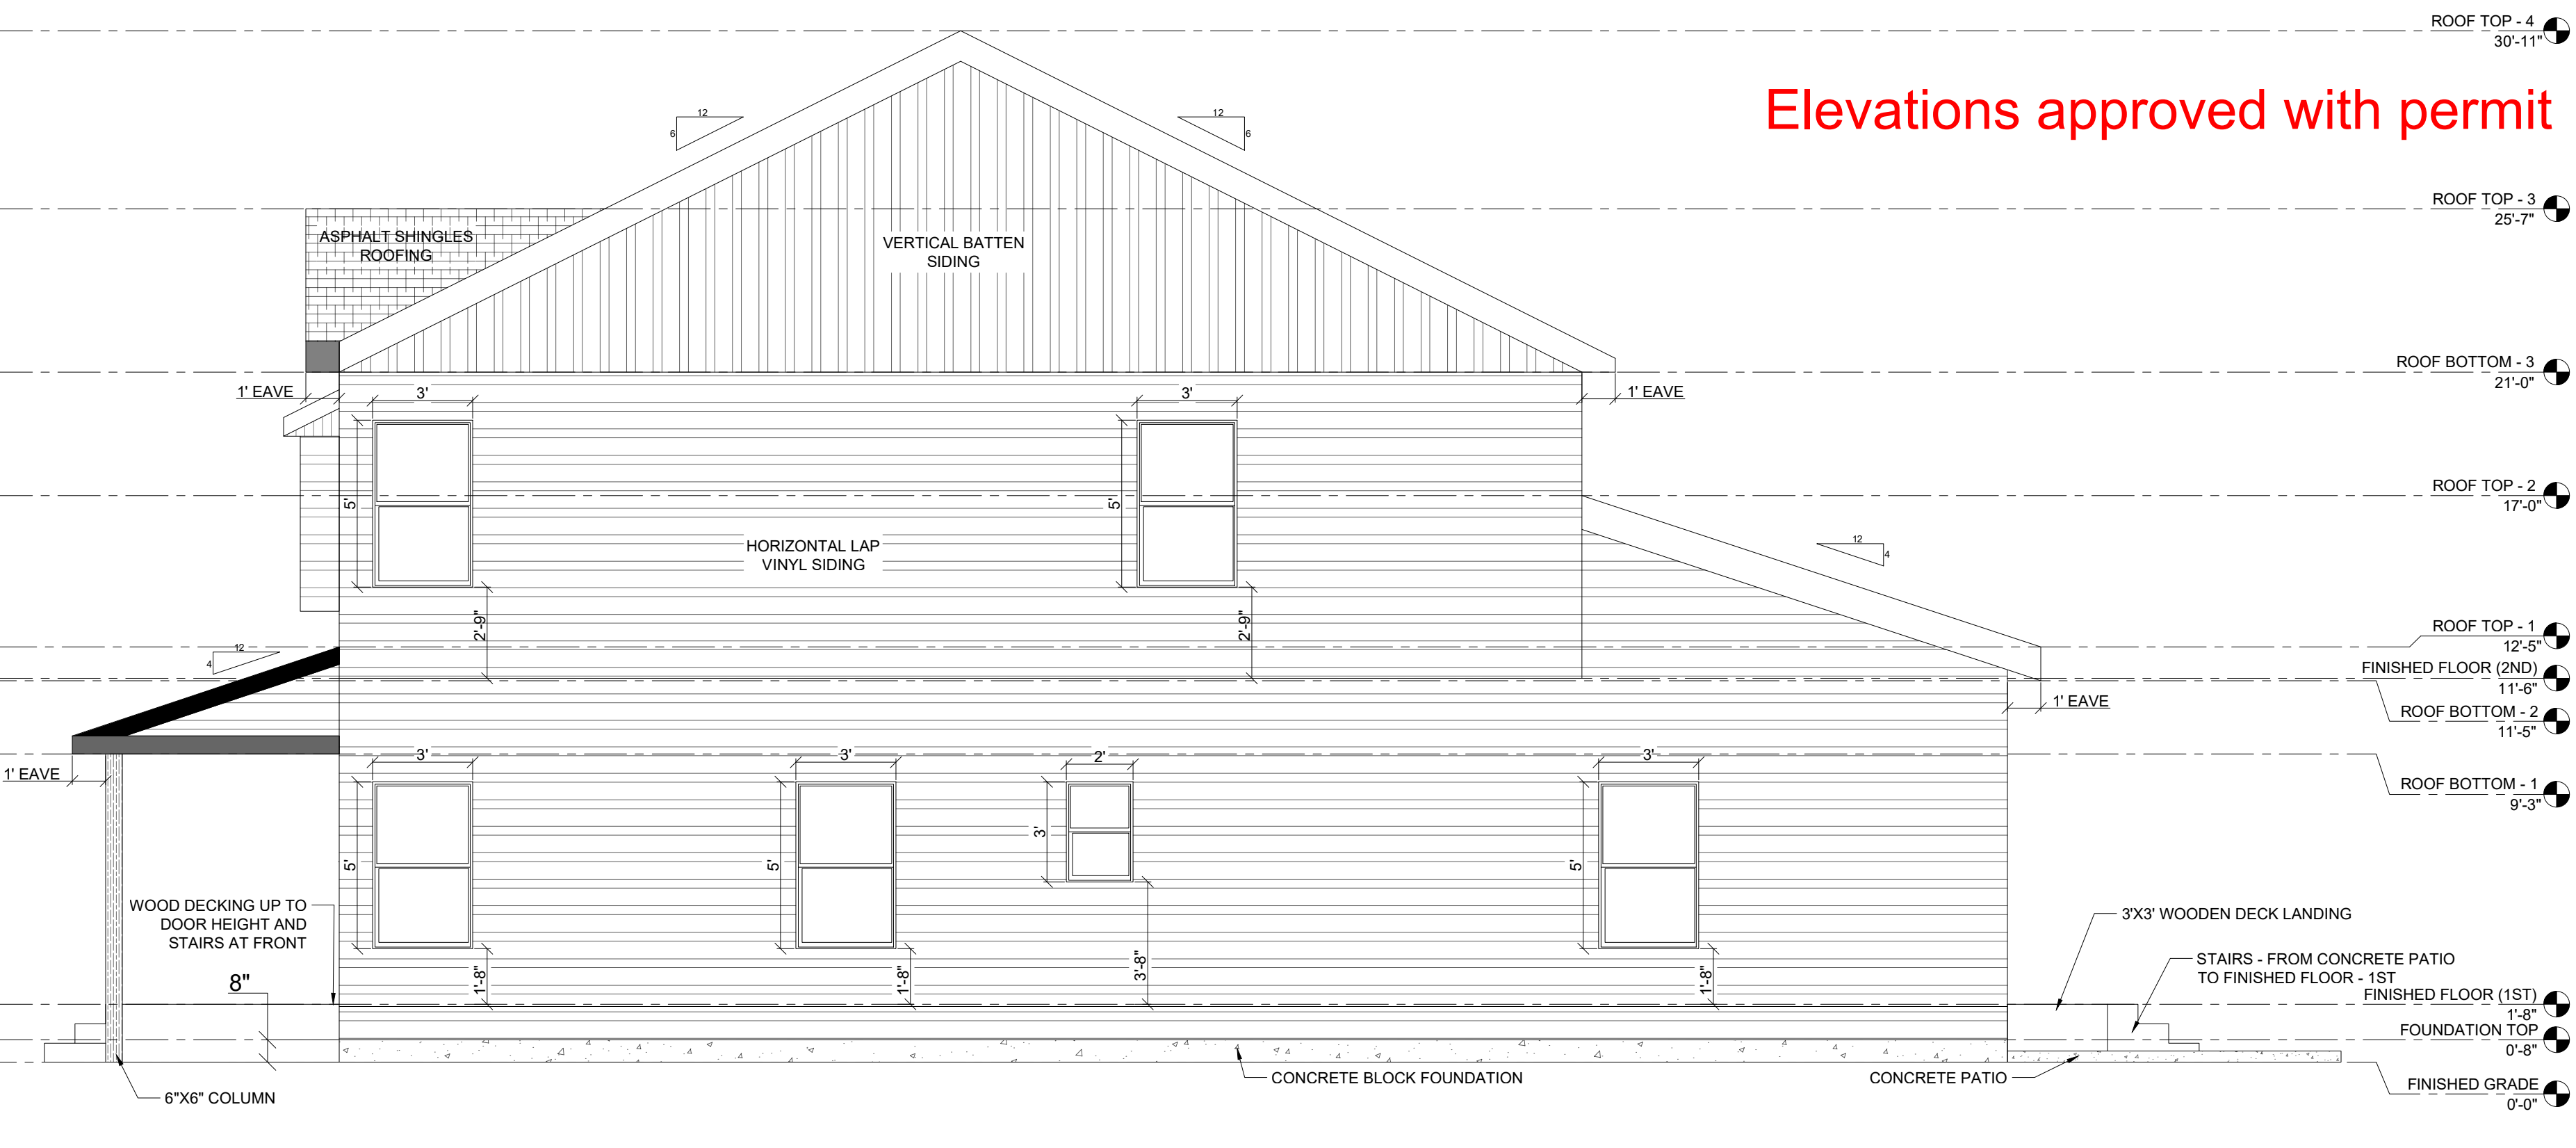 ROOF TOP - 4
30'-11"
Elevations approved with permit
12
6
12
6
ROOF TOP - 3
25'-7"
ASPHALT SHINGLES
ROOFING
VERTICAL BATTEN
SIDING
ROOF BOTTOM - 3
21'-0"
1' EAVE
3'
3'
1' EAVE
5'
5'
ROOF TOP - 2
17'-0"
HORIZONTAL LAP
VINYL SIDING
12
4
2'-9"
2'-9"
ROOF TOP - 1
12'-5"
12
4
FINISHED FLOOR (2ND)
11'-6"
1' EAVE
ROOF BOTTOM - 2
11'-5"
3'
3'
2'
3'
1' EAVE
ROOF BOTTOM - 1
9'-3"
5'
5'
3'
5'
WOOD DECKING UP TO
DOOR HEIGHT AND
STAIRS AT FRONT
3'X3' WOODEN DECK LANDING
STAIRS - FROM CONCRETE PATIO
TO FINISHED FLOOR - 1ST
8"
1'-8"
1'-8"
3'-8"
1'-8"
FINISHED FLOOR (1ST)
1'-8"
FOUNDATION TOP
0'-8"
CONCRETE BLOCK FOUNDATION
CONCRETE PATIO
FINISHED GRADE
0'-0"
6"X6" COLUMN